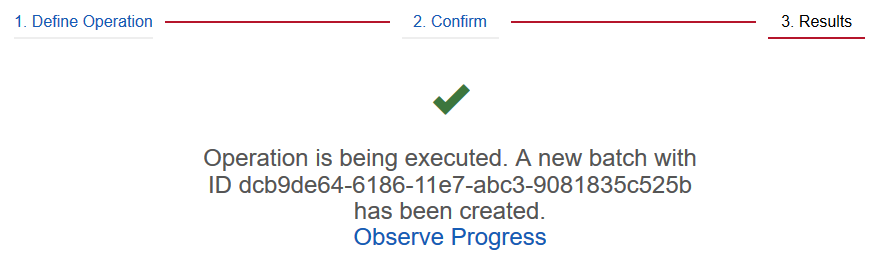 1. Define Operation 2. Confirm 3. Results
Operation is being executed. A new batch with
ID dcb9de64-6186-11e7-abc3-9081835c525b
has been created.
Observe Progress